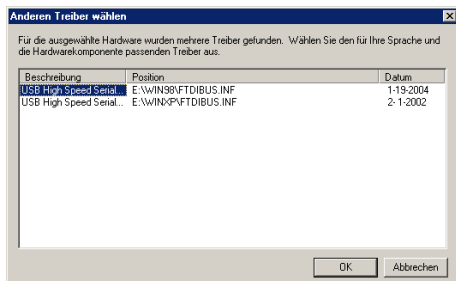 Anderen Treiber wählen
Für die ausgewählte Hardware wurden mehrere Treiber gefunden. Wählen Sie den für Ihre Sprache und
die Hardwarekomponente passenden Treiber aus.
Beschreibung Position Datum
USB High Speed Serial... E:\WIN98\FTDIBUS.INF 1-19-2004
USB High Speed Serial... E:\WINXP\FTDIBUS.INF 2- 1-2002
OK Abbrechen